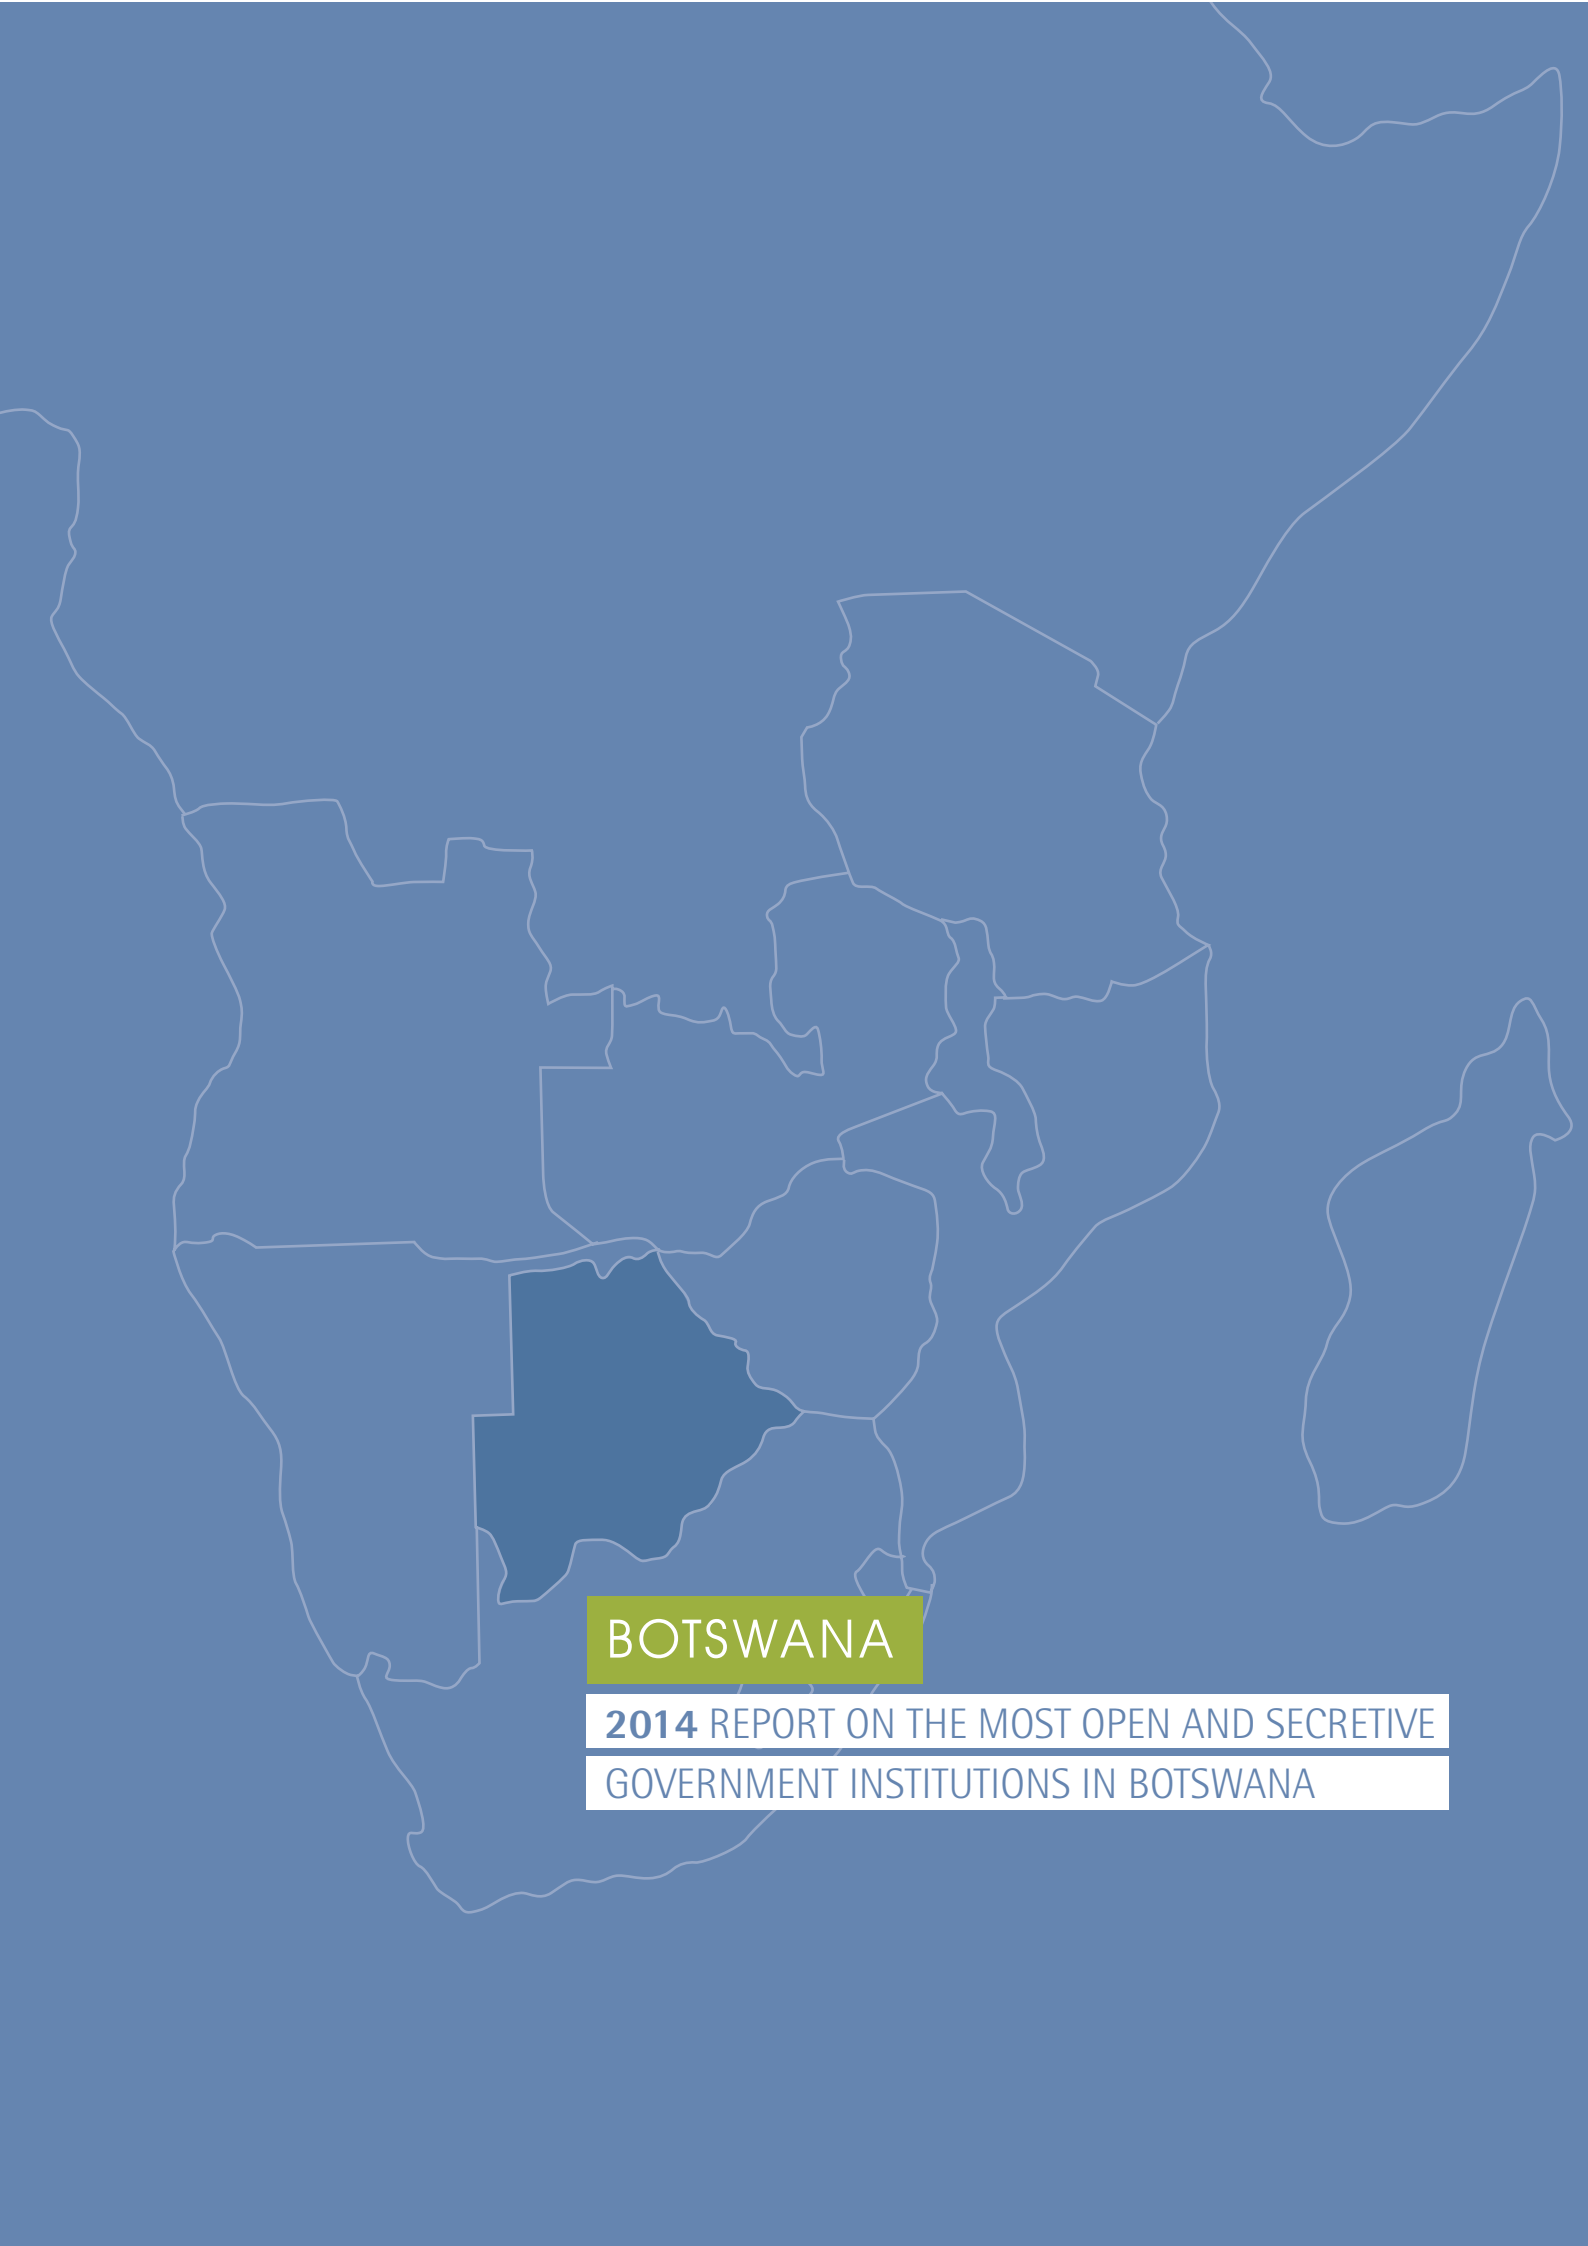 BOTSWANA
2014 REPORT ON THE MOST OPEN AND SECRETIVE
GOVERNMENT INSTITUTIONS IN BOTSWANA